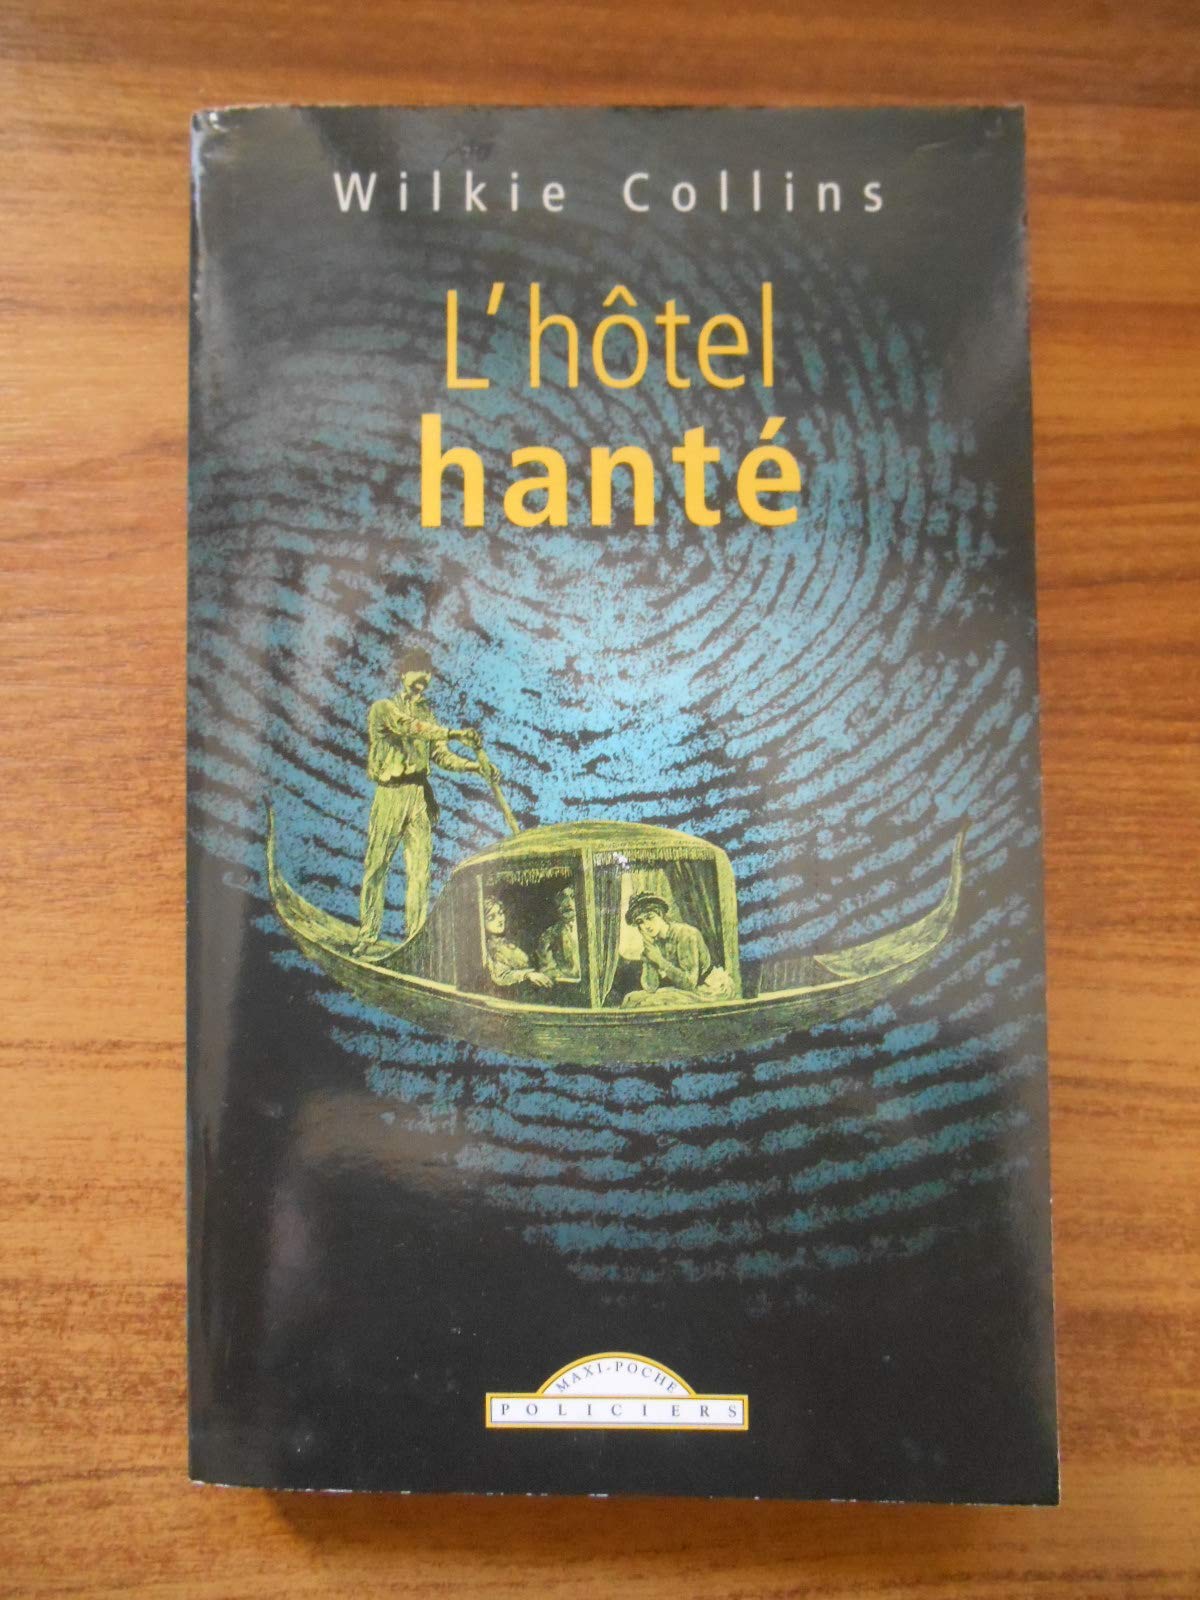 Wilkie Collins
L'hôtel
hanté
MAXI-POCHE
POLICIERS